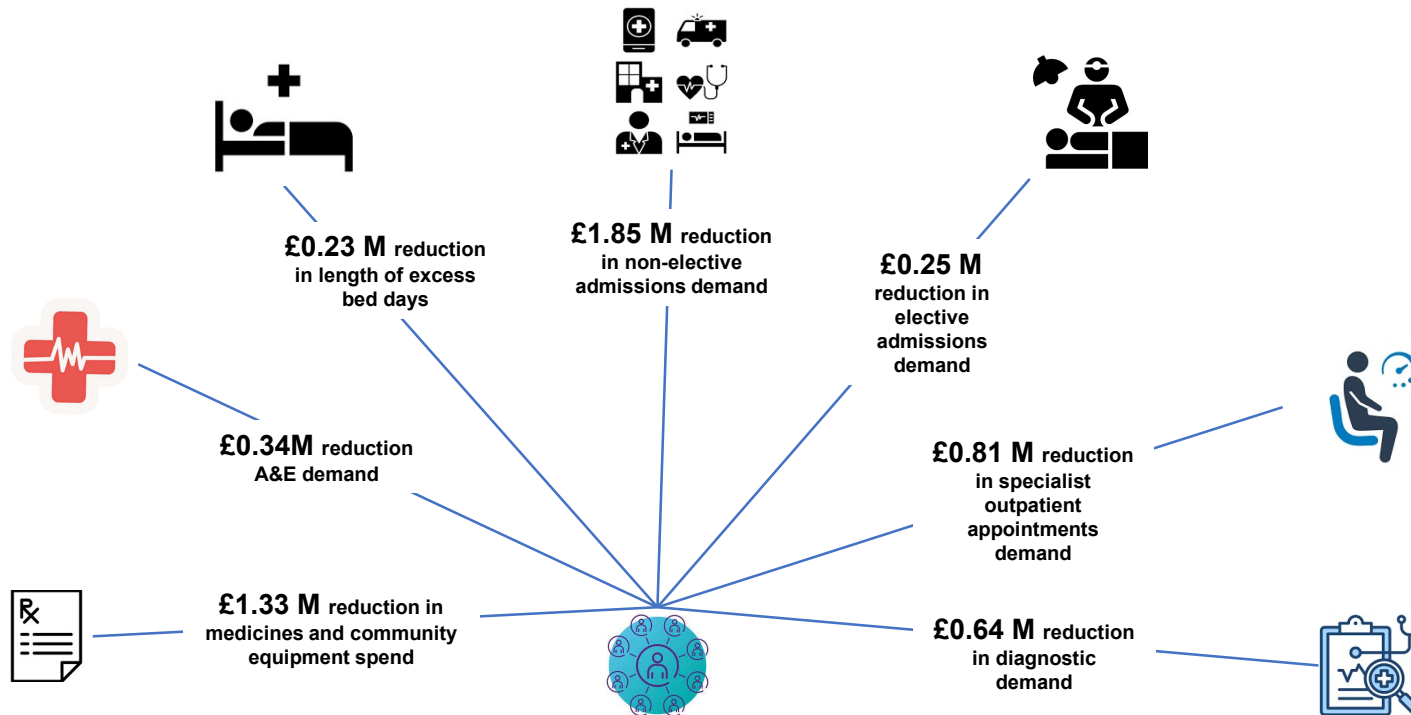 £0.23 M reduction
in length of excess
bed days
£1.85 M reduction
in non-elective
admissions demand
£0.25 M
reduction in
elective
admissions
demand
£0.34M reduction
A&E demand
£0.81 M reduction
in specialist
outpatient
appointments
demand
£1.33 M reduction in
medicines and community
equipment spend
£0.64 M reduction
in diagnostic
demand
Rx